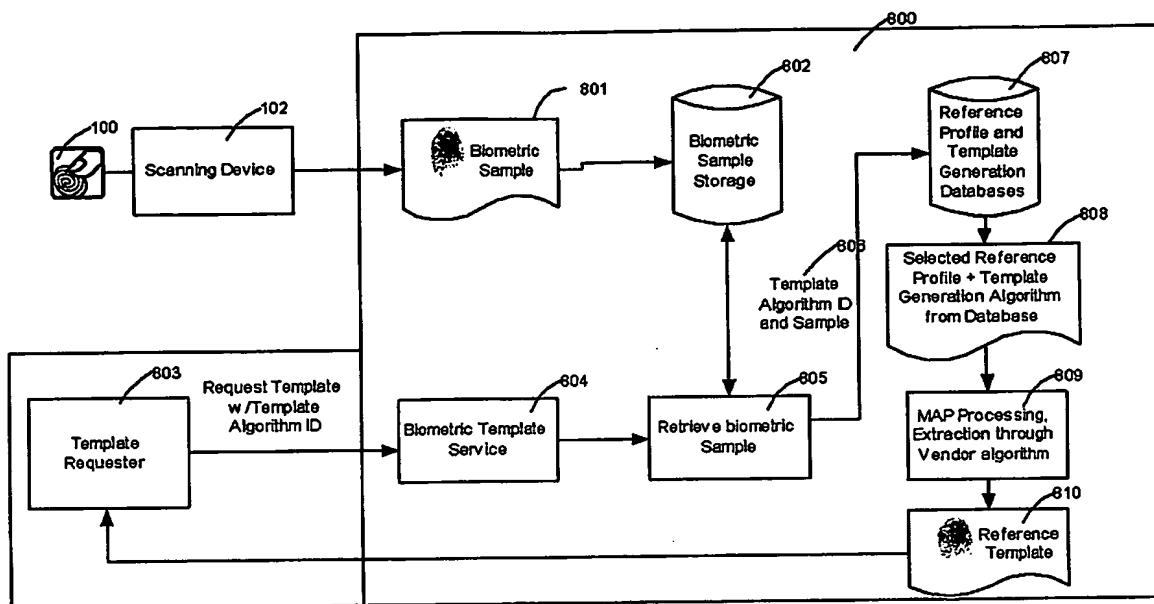 800
100
102
Scanning Device
801
Biometric
Sample
802
Biometric
Sample
Storage
807
Reference
Profile and
Template
Generation
Databases
806
Template
Algorithm ID
and Sample
808
Selected Reference
Profile + Template
Generation Algorithm
from Database
803
Template
Requester
Request Template
w/Template
Algorithm ID
804
Biometric Template
Service
805
Retrieve biometric
Sample
809
MAP Processing,
Extraction through
Vendor algorithm
810
Reference
Template